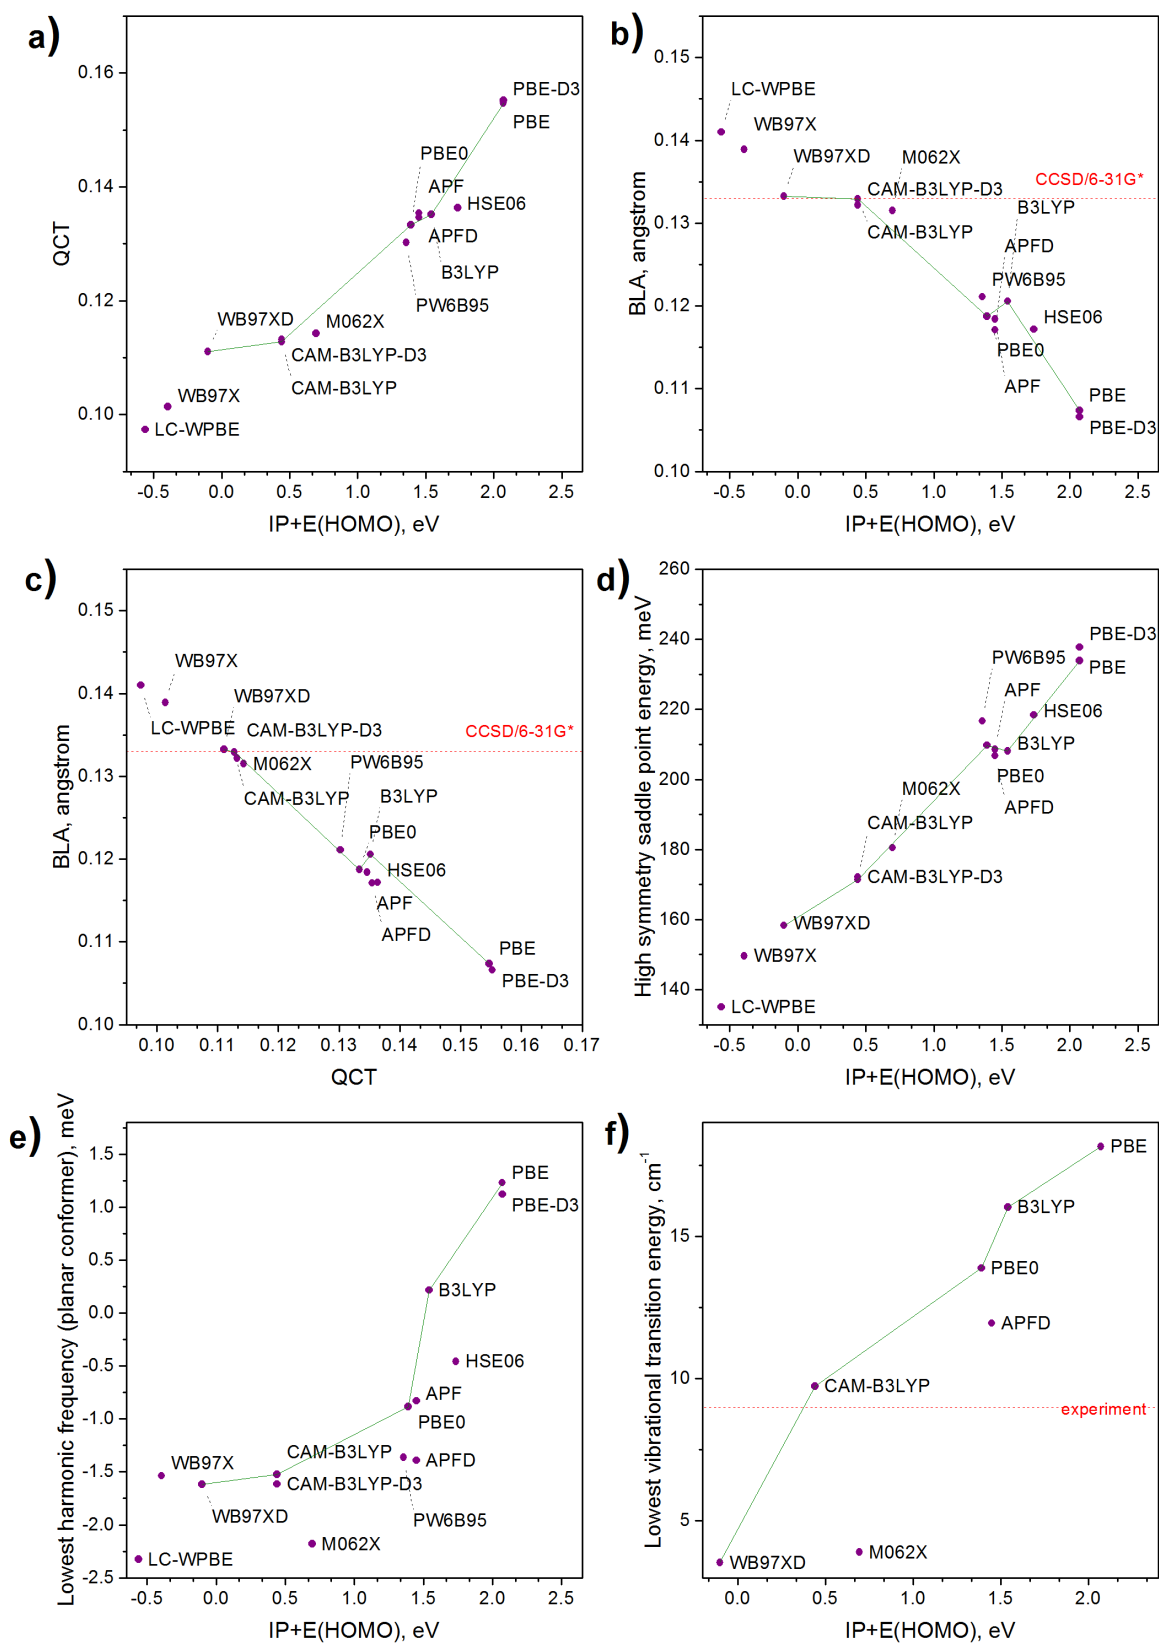 a)
0.16
0.14
0.12
0.10
QCT
PBE-D3
PBE
PBE0
APF
HSE06
APFD
B3LYP
PW6B95
WB97XD
M062X
CAM-B3LYP-D3
CAM-B3LYP
WB97X
LC-WPBE
-0.5 0.0 0.5 1.0 1.5 2.0 2.5
IP+E(HOMO), eV
b)
0.15
0.14
0.13
0.12
0.11
0.10
BLA, angstrom
LC-WPBE
WB97X
WB97XD
M062X
CCSD/6-31G*
CAM-B3LYP-D3
B3LYP
CAM-B3LYP
APFD
PW6B95
HSE06
PBE0
APF
PBE
PBE-D3
-0.5 0.0 0.5 1.0 1.5 2.0 2.5
IP+E(HOMO), eV
c)
0.15
0.14
0.13
0.12
0.11
0.10
BLA, angstrom
WB97X
WB97XD
LC-WPBE
CAM-B3LYP-D3
CCSD/6-31G*
M062X
PW6B95
CAM-B3LYP
B3LYP
PBE0
HSE06
APF
APFD
PBE
PBE-D3
0.10 0.11 0.12 0.13 0.14 0.15 0.16 0.17
QCT
d)
260
240
220
200
180
160
140
High symmetry saddle point energy, meV
PBE-D3
PW6B95
PBE
APF
HSE06
B3LYP
PBE0
M062X
APFD
CAM-B3LYP
CAM-B3LYP-D3
WB97XD
WB97X
LC-WPBE
-0.5 0.0 0.5 1.0 1.5 2.0 2.5
IP+E(HOMO), eV
e)
1.5
1.0
0.5
0.0
-0.5
-1.0
-1.5
-2.0
-2.5
Lowest harmonic frequency (planar conformer), meV
PBE
PBE-D3
B3LYP
HSE06
APF
PBE0
CAM-B3LYP
APFD
WB97X
CAM-B3LYP-D3
WB97XD
PW6B95
M062X
LC-WPBE
-0.5 0.0 0.5 1.0 1.5 2.0 2.5
IP+E(HOMO), eV
f)
15
10
5
Lowest vibrational transition energy, cm-1
PBE
B3LYP
PBE0
APFD
CAM-B3LYP
experiment
WB97XD
M062X
0.0 0.5 1.0 1.5 2.0
IP+E(HOMO), eV